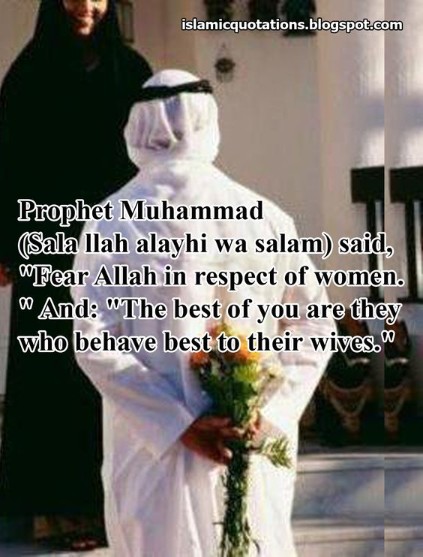 islamicquotations.blogspot.com
Prophet Muhammad
(Sala llah alayhi wa salam) said,
"Fear Allah in respect of women.
" And: "The best of you are they
who behave best to their wives."